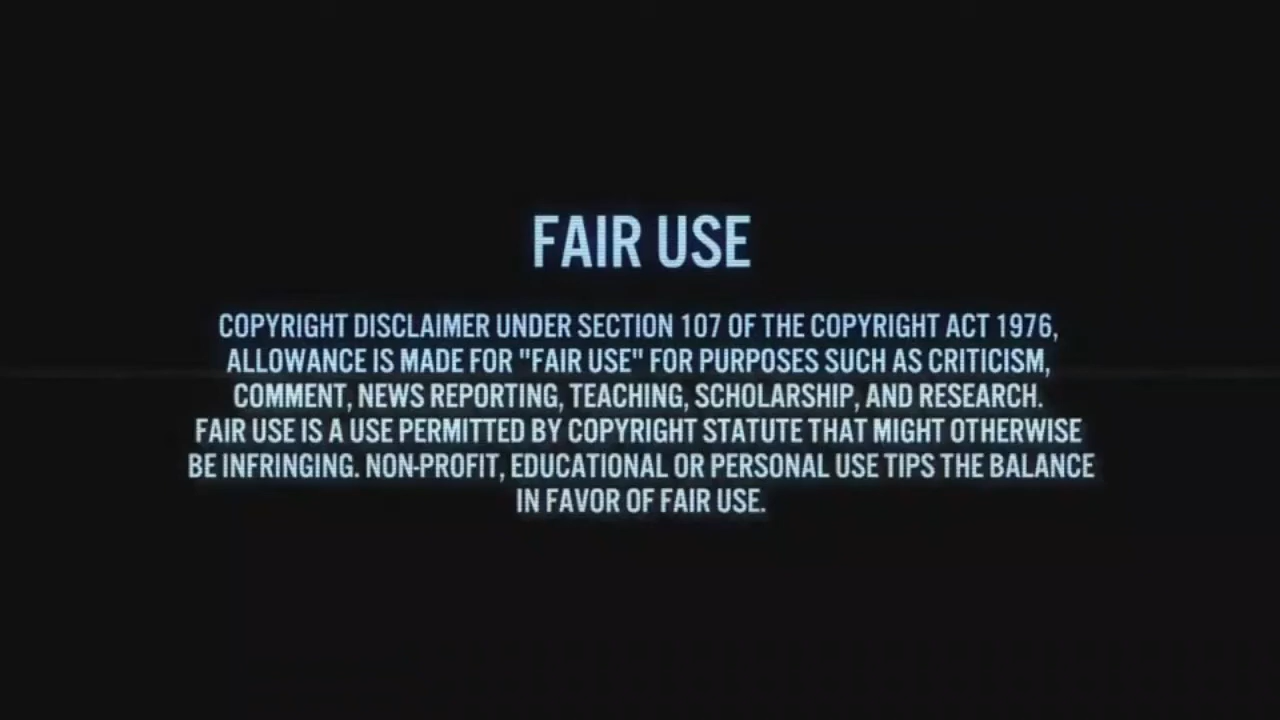 FAIR USE
COPYRIGHT DISCLAIMER UNDER SECTION 107 OF THE COPYRIGHT ACT 1976,
ALLOWANCE IS MADE FOR "FAIR USE" FOR PURPOSES SUCH AS CRITICISM,
COMMENT, NEWS REPORTING, TEACHING, SCHOLARSHIP, AND RESEARCH.
FAIR USE IS A USE PERMITTED BY COPYRIGHT STATUTE THAT MIGHT OTHERWISE
BE INFRINGING. NON-PROFIT, EDUCATIONAL OR PERSONAL USE TIPS THE BALANCE
IN FAVOR OF FAIR USE.